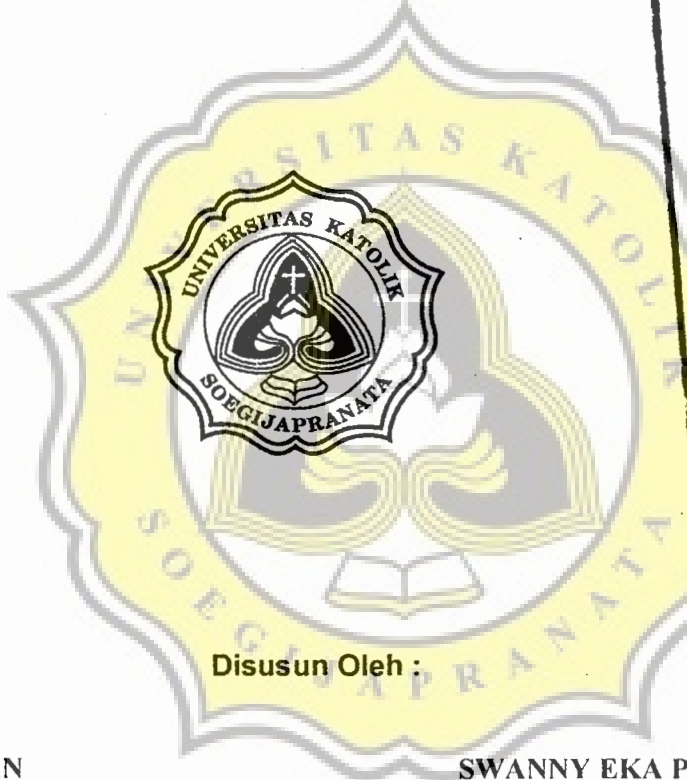 UNIVERSITAS KATOLIK
SOEGIJAPRANATA
UNIVERSITAS KATOLIK
SOEGIJAPRANATA
Disusun Oleh :
N
SWANNY EKA P